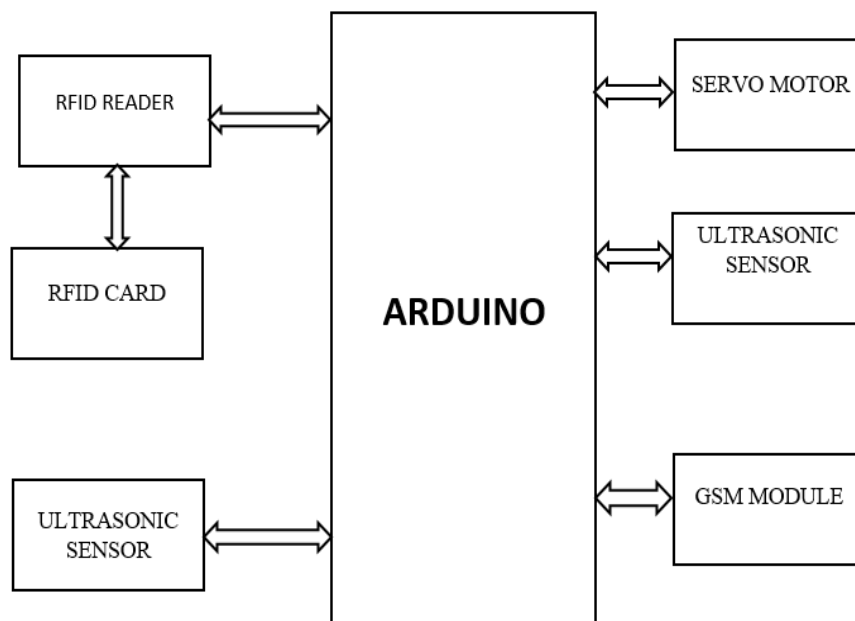 RFID READER
RFID CARD
ULTRASONIC
SENSOR
ARDUINO
SERVO MOTOR
ULTRASONIC
SENSOR
GSM MODULE